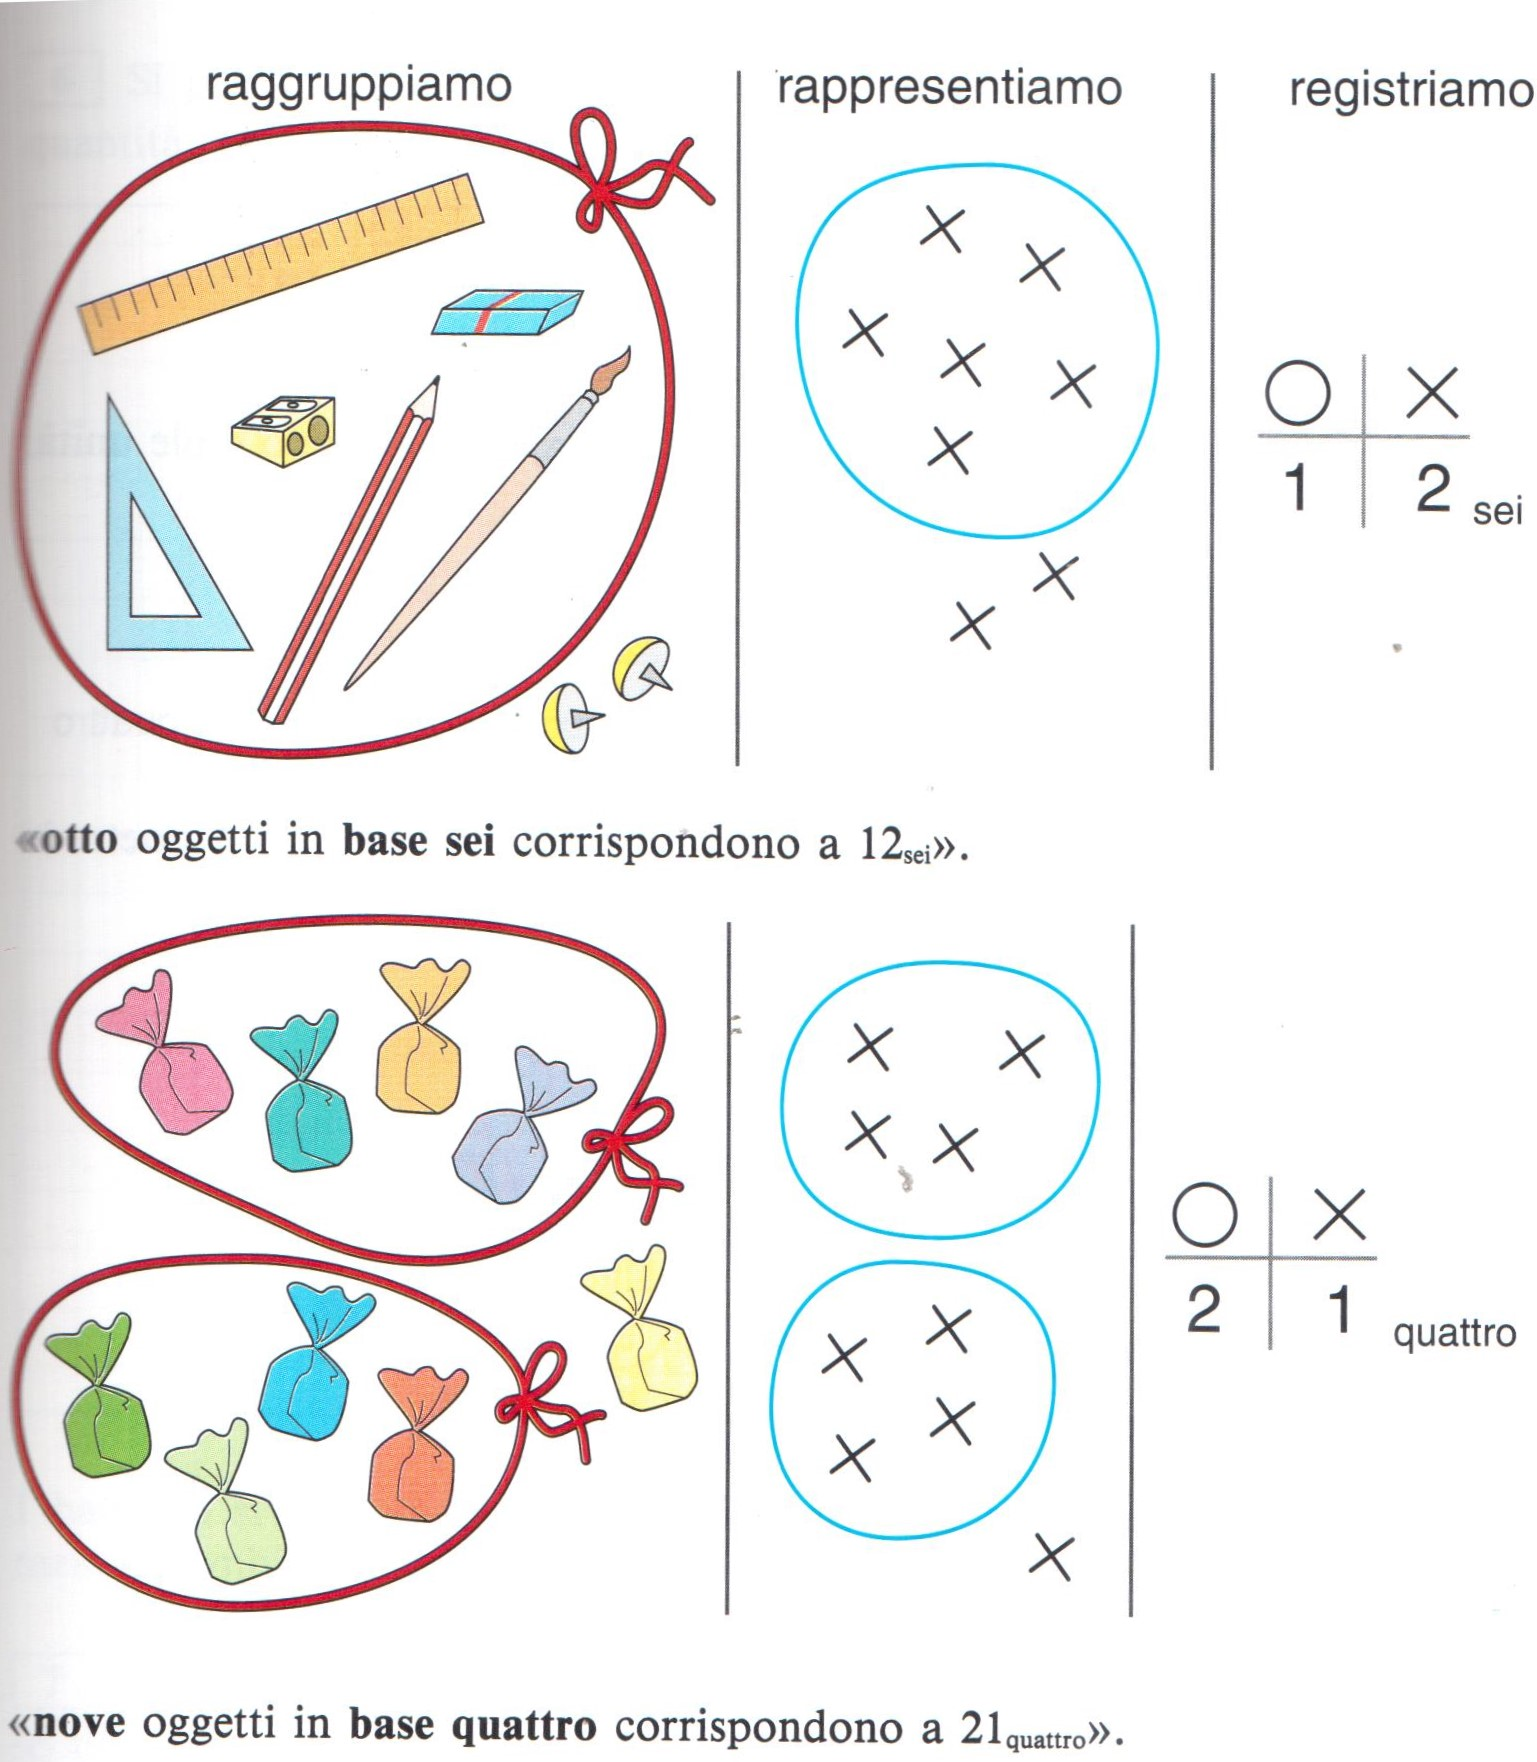 raggruppiamo rappresentiamo registriamo
1 2 sei
«otto oggetti in base sei corrispondono a 12sei».
2 1 quattro
«nove oggetti in base quattro corrispondono a 21quattro».